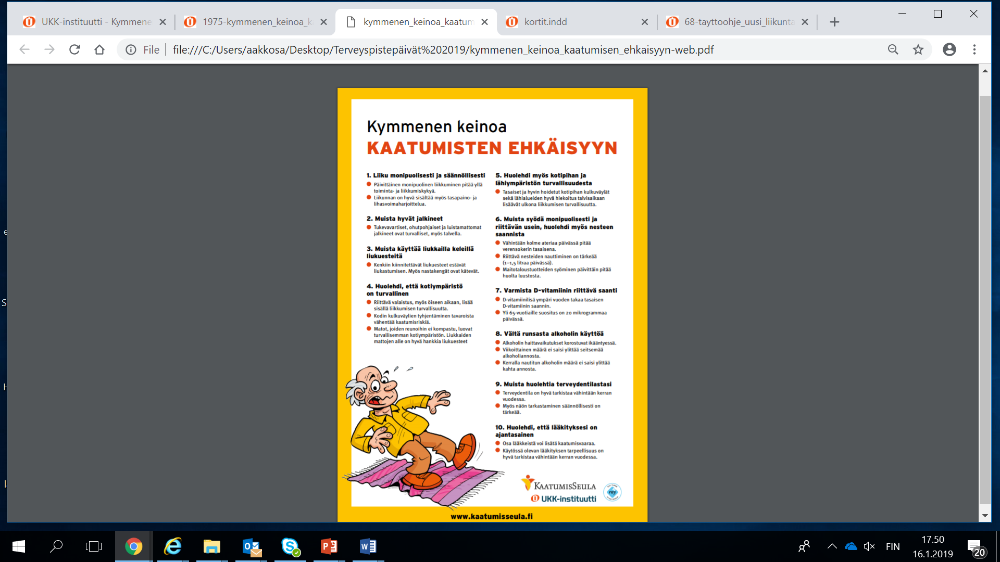 UKK-instituutti - Kymmene
1975-kymmenen_keinoa_k
kymmenen_keinoa_kaatum
kortit.indd
68-tayttoohje_uusi_liikunta
File
file:///C:/Users/aakkosa/Desktop/Terveyspistepäivät%202019/kymmenen_keinoa_kaatumisen_ehkaisyyn-web.pdf
Kymmenen keinoa
KAATUMISTEN EHKÄISYYN
1. Liiku monipuolisesti ja säännöllisesti
Päivittäinen monipuolinen liikkuminen pitää yllä
toiminta- ja liikkumiskykyä.
Liikunnan on hyvä sisältää myös tasapaino- ja
lihasvoimaharjoittelua.
2. Muista hyvät jalkineet
Tukevavartiset, ohutpohjaiset ja luistamattomat
jalkineet ovat turvalliset, myös talvella.
3. Muista käyttää liukkailla keleillä
liukuesteitä
Kenkiin kiinnitettävät liukuesteet estävät
liukastumisen. Myös nastakengät ovat kätevät.
4. Huolehdi, että kotiympäristö
on turvallinen
Riittävä valaistus, myös öiseen aikaan, lisää
sisällä liikkumisen turvallisuutta.
Kodin kulkuväylien tyhjentäminen tavaroista
vähentää kaatumisriskiä.
Matot, joiden reunoihin ei kompastu, luovat
turvallisemman kotiympäristön. Liukkaiden
mattojen alle on hyvä hankkia liukuesteet
5. Huolehdi myös kotipihan ja
lähiympäristön turvallisuudesta
Tasaiset ja hyvin hoidetut kotipihan kulkuväylät
sekä lähialueiden hyvä hiekoitus talvisaikaan
lisäävät ulkona liikkumisen turvallisuutta.
6. Muista syödä monipuolisesti ja
riittävän usein, huolehdi myös nesteen
saannista
Vähintään kolme ateriaa päivässä pitää
verensokerin tasaisena.
Riittävä nesteiden nauttiminen on tärkeää
(1–1,5 litraa päivässä).
Maitotaloustuotteiden syöminen päivittäin pitää
huolta luustosta.
7. Varmista D-vitamiinin riittävä saanti
D-vitamiinilisä ympäri vuoden takaa tasaisen
D-vitamiinin saannin.
Yli 65-vuotiaille suositus on 20 mikrogrammaa
päivässä.
8. Vältä runsasta alkoholin käyttöä
Alkoholin haittavaikutukset korostuvat ikääntyessä.
Viikoittainen määrä ei saisi ylittää seitsemää
alkoholiannosta.
Kerralla nautitun alkoholin määrä ei saisi ylittää
kahta annosta.
9. Muista huolehtia terveydentilastasi
Terveydentila on hyvä tarkistaa vähintään kerran
vuodessa.
Myös näön tarkastaminen säännöllisesti on
tärkeää.
10. Huolehdi, että lääkityksesi on
ajantasainen
Osa lääkkeistä voi lisätä kaatumisvaaraa.
Käytössä olevan lääkityksen tarpeellisuus on
hyvä tarkistaa vähintään kerran vuodessa.
KAATUMISSEULA
UKK-instituutti
ray
www.kaatumisseula.fi
FIN
17.50
16.1.2019
20